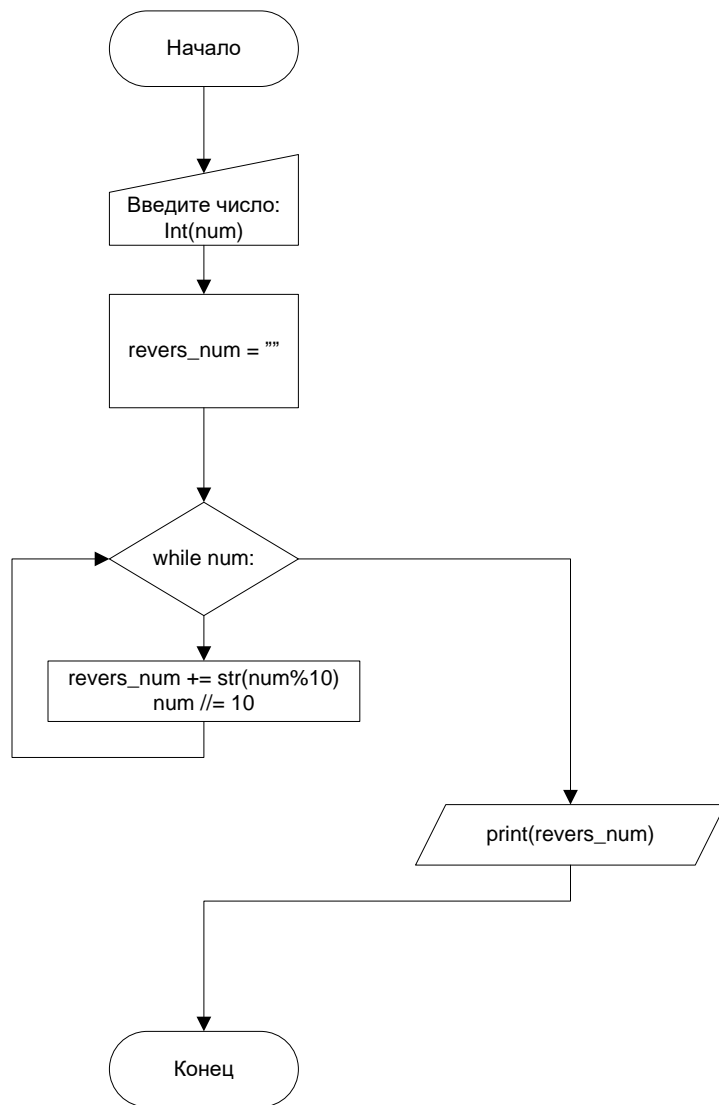 Начало
Введите число:
Int(num)
revers_num = ””
while num:
revers_num += str(num%10)
num //= 10
print(revers_num)
Конец